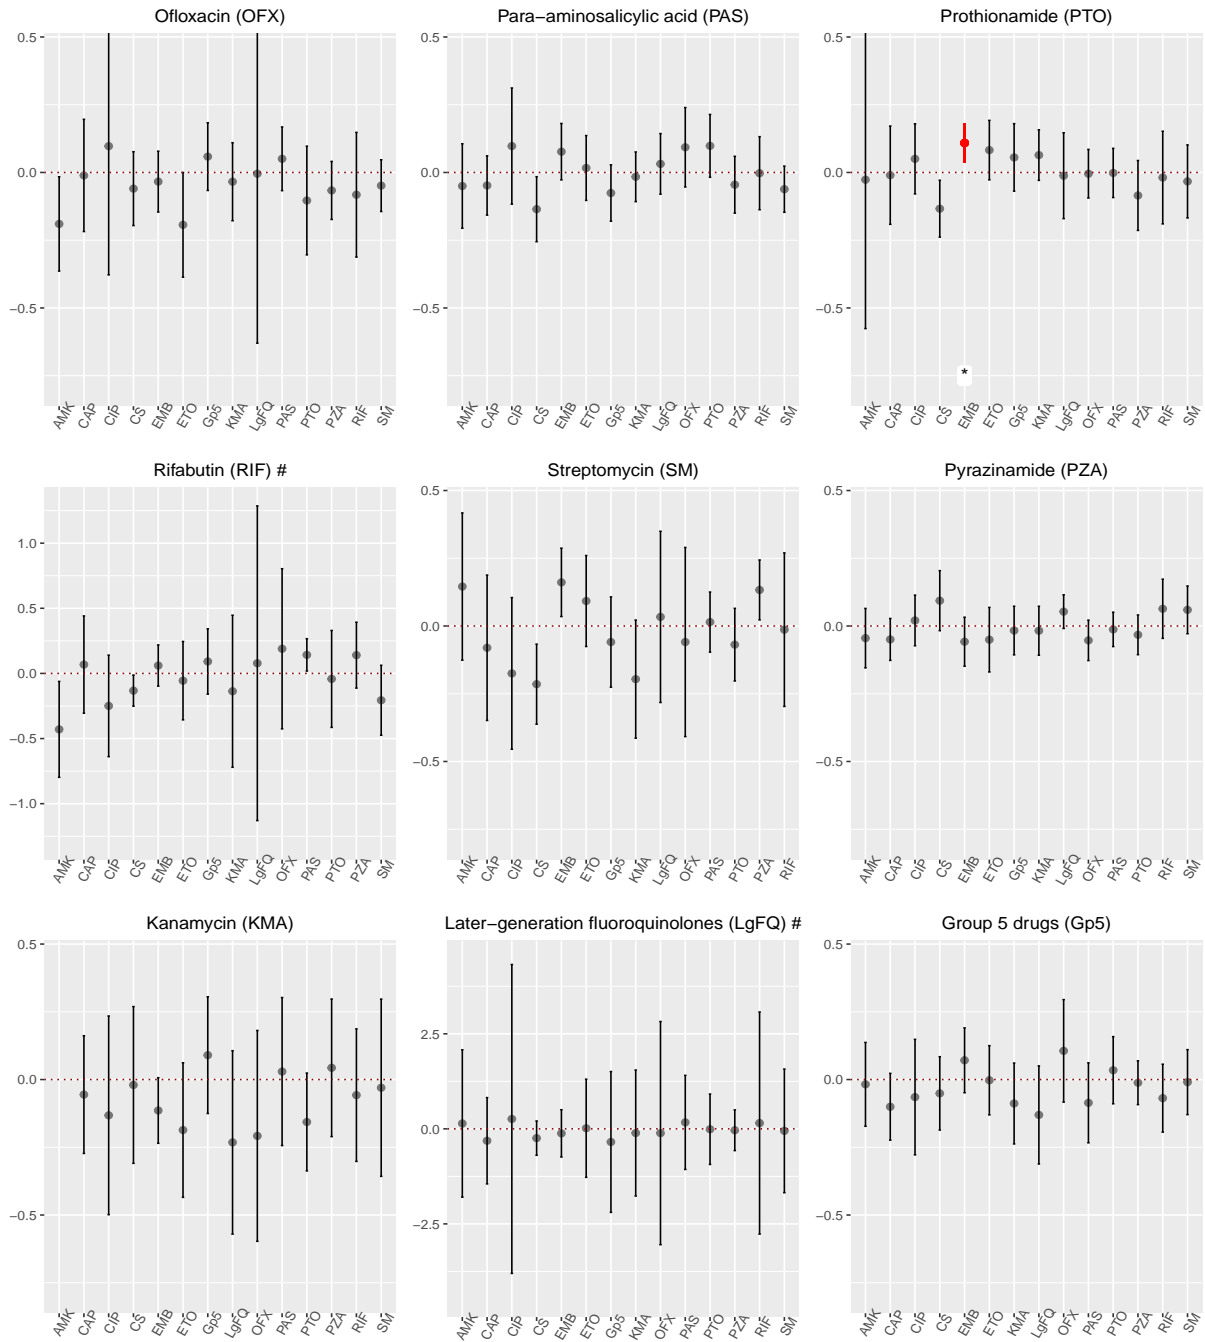 Ofloxacin (OFX)
0.5
0.0
−0.5
AMK CAP CIP CS EMB ETO Gp5 KMA LgFQ PAS PTO PZA RIF SM
Para−aminosalicylic acid (PAS)
0.5
0.0
−0.5
AMK CAP CIP CS EMB ETO Gp5 KMA LgFQ OFX PTO PZA RIF SM
Prothionamide (PTO)
0.5
0.0
−0.5
*
AMK CAP CIP CS EMB ETO Gp5 KMA LgFQ OFX PAS PZA RIF SM
Rifabutin (RIF) #
1.0
0.5
0.0
−0.5
−1.0
AMK CAP CIP CS EMB ETO Gp5 KMA LgFQ OFX PAS PTO PZA SM
Streptomycin (SM)
0.5
0.0
−0.5
AMK CAP CIP CS EMB ETO Gp5 KMA LgFQ OFX PAS PTO PZA RIF
Pyrazinamide (PZA)
0.5
0.0
−0.5
AMK CAP CIP CS EMB ETO Gp5 KMA LgFQ OFX PAS PTO RIF SM
Kanamycin (KMA)
0.5
0.0
−0.5
AMK CAP CIP CS EMB ETO Gp5 LgFQ OFX PAS PTO PZA RIF SM
Later−generation fluoroquinolones (LgFQ) #
2.5
0.0
−2.5
AMK CAP CIP CS EMB ETO Gp5 KMA OFX PAS PTO PZA RIF SM
Group 5 drugs (Gp5)
0.5
0.0
−0.5
AMK CAP CIP CS EMB ETO KMA LgFQ OFX PAS PTO PZA RIF SM